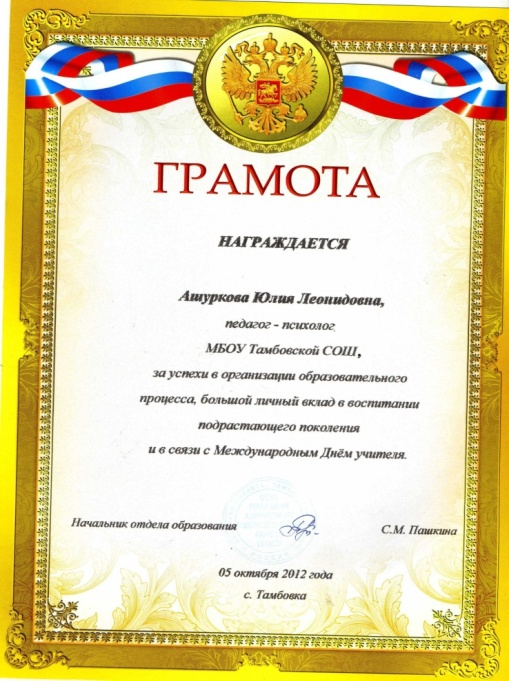 ГРАМОТА
НАГРАЖДАЕТСЯ
Ашуркова Юлия Леонидовна,
педагог - психолог
МБОУ Тамбовской СОШ,
за успехи в организации образовательного
процесса, большой личный вклад в воспитании
подрастающего поколения
и в связи с Международным Днём учителя.
Начальник отдела образования С.М. Пашкина
05 октября 2012 года
с. Тамбовка